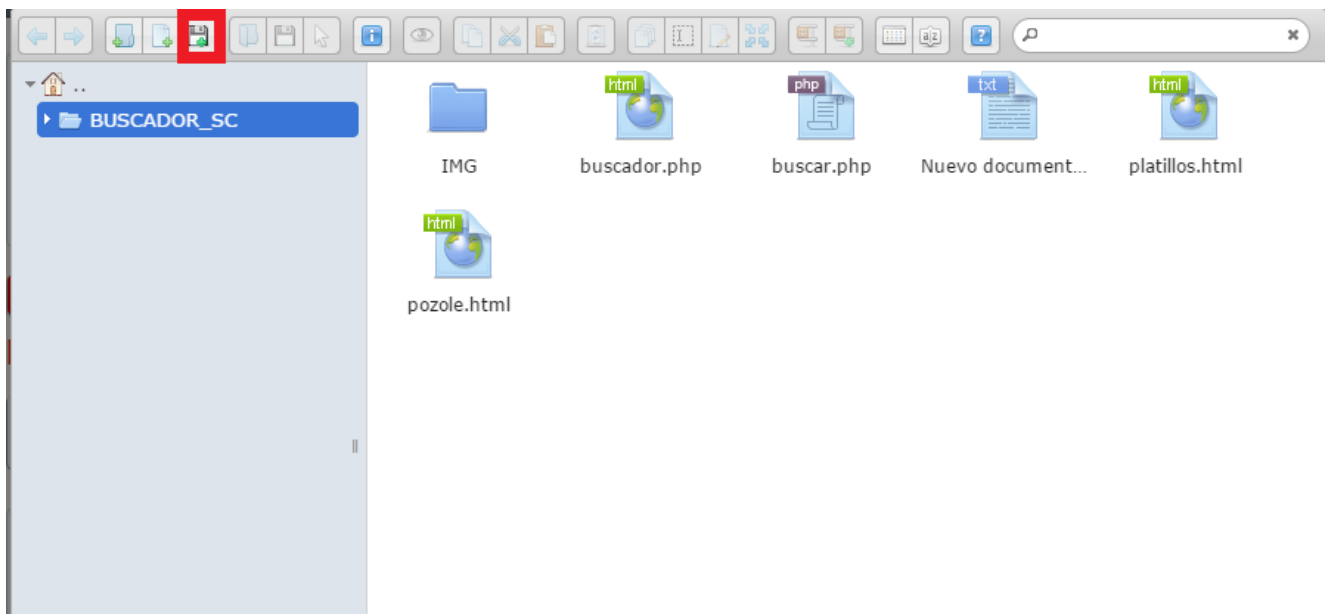 ..
BUSCADOR_SC
html
php
txt
html
IMG
buscador.php
buscar.php
Nuevo document...
platillos.html
html
pozole.html